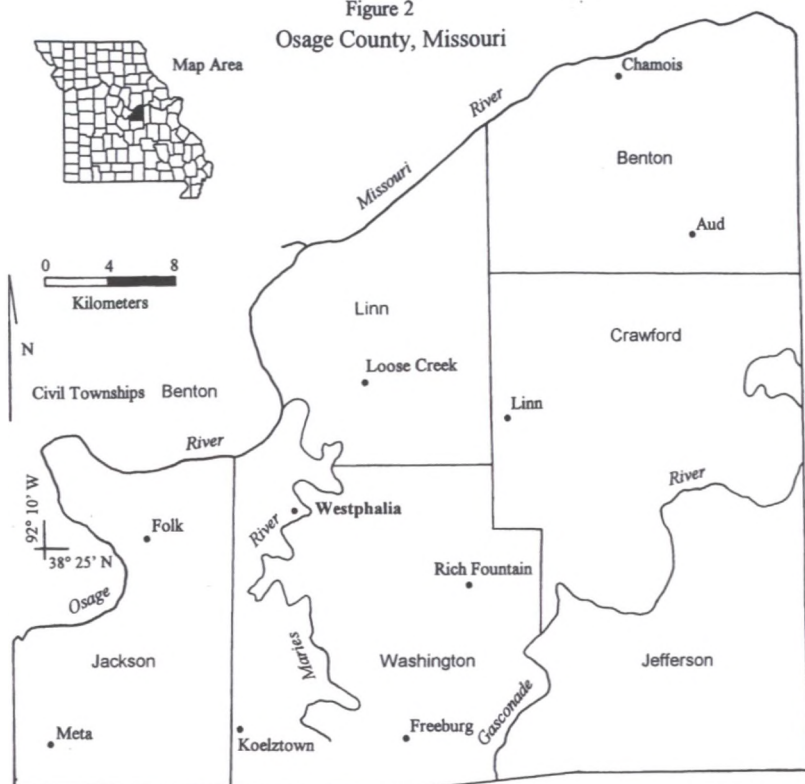 Figure 2
Osage County, Missouri
Map Area
Chamois
River
Missouri
Benton
Aud
0 4 8
Kilometers
Linn
Crawford
N
Loose Creek
Civil Townships Benton
Linn
River
River
92° 10' W
Westphalia
Folk
River
38° 25' N
Rich Fountain
Osage
Maries
Jackson
Washington
Jefferson
Gasconade
Meta
Koelztown
Freeburg